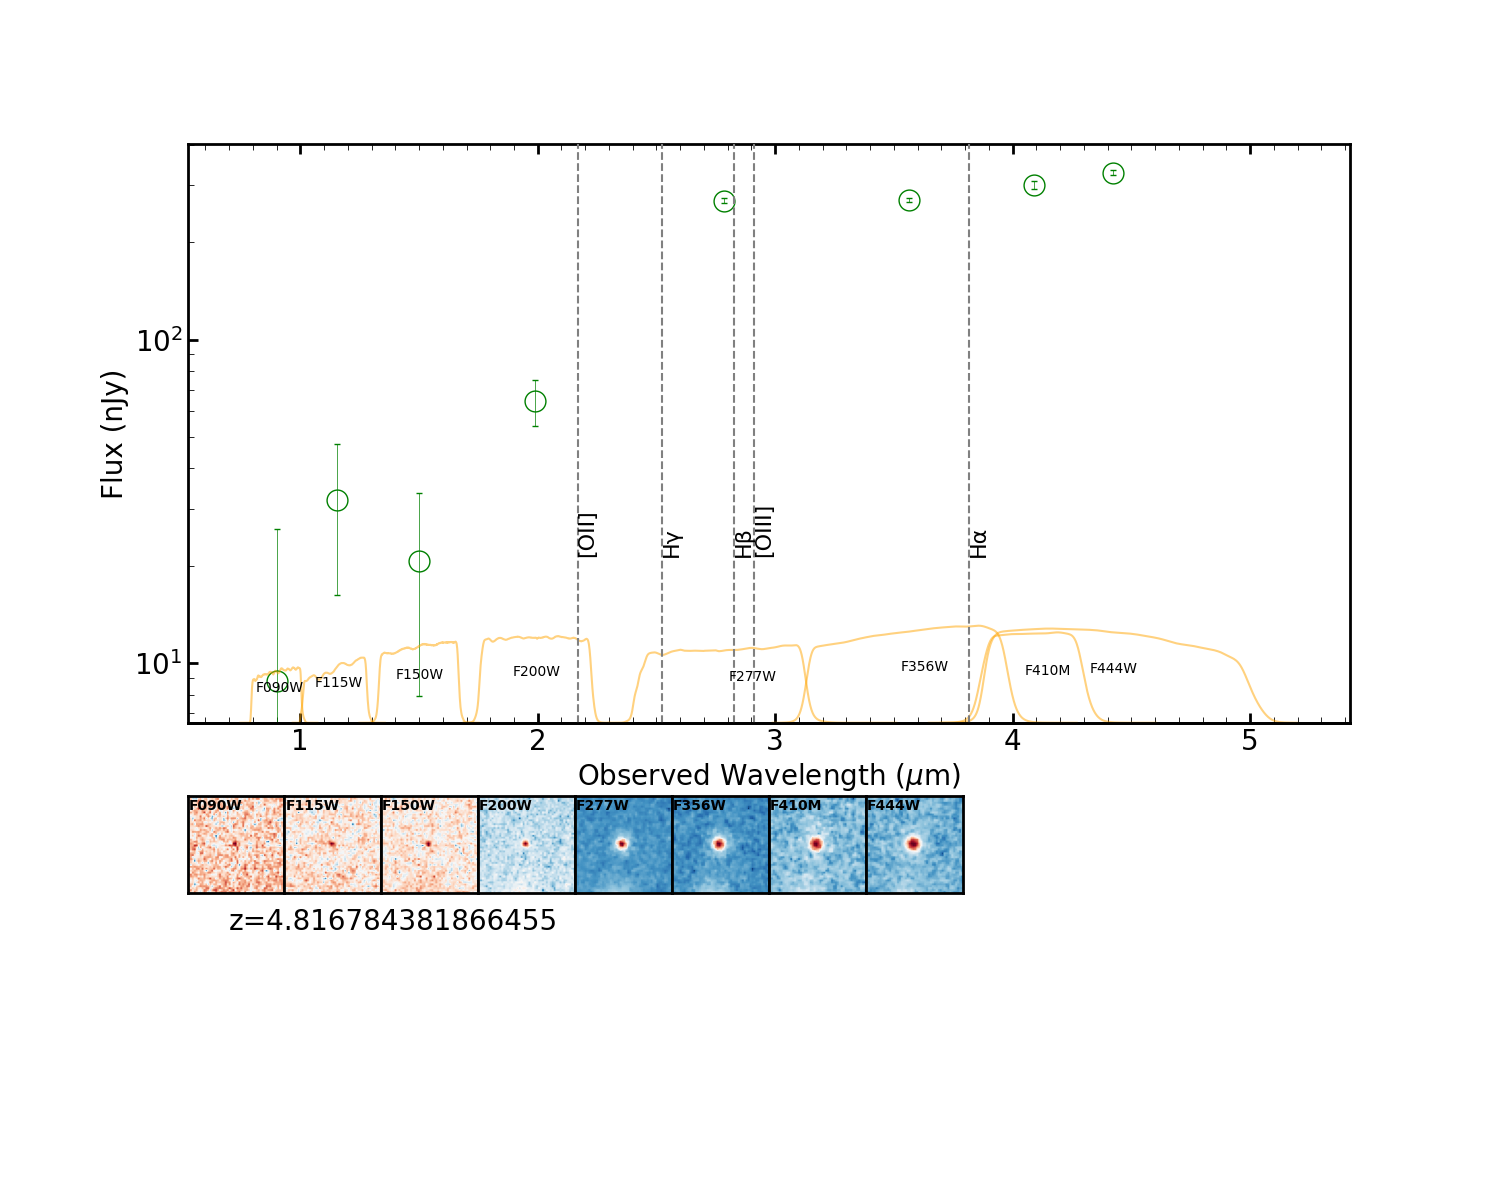 10²
10¹
Flux (nJy)
[OII]
Hγ
Hβ
[OIII]
Hα
F090W
F115W
F150W
F200W
F277W
F356W
F410M
F444W
1 2 3 4 5
Observed Wavelength (μm)
F090W F115W F150W F200W F277W F356W F410M F444W
z=4.816784381866455